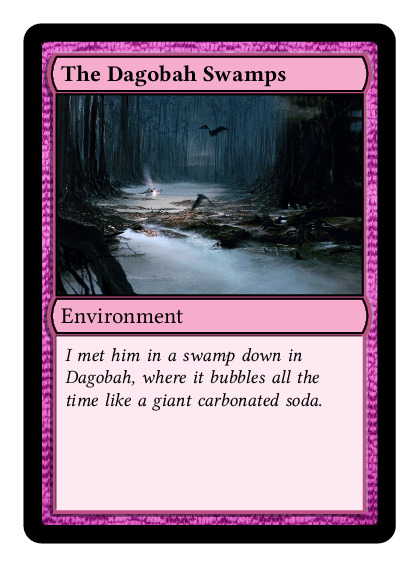 The Dagobah Swamps
Environment
I met him in a swamp down in
Dagobah, where it bubbles all the
time like a giant carbonated soda.